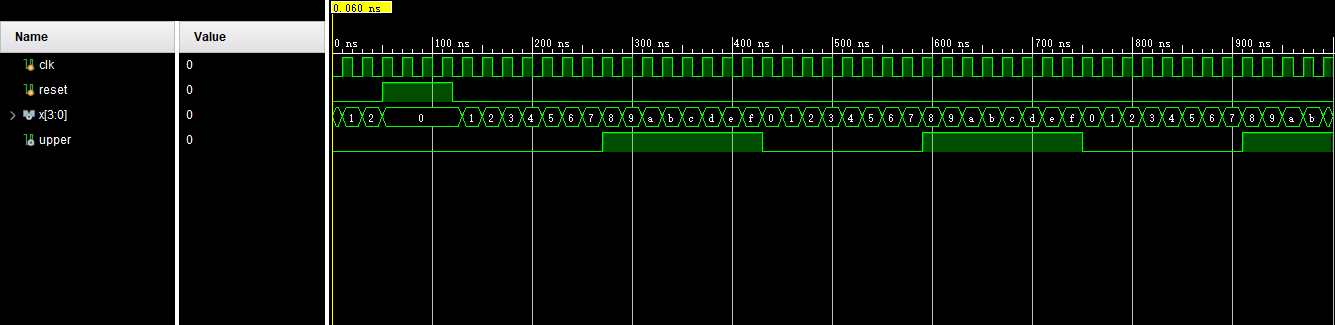 0.060 ns
Name Value
0 ns 100 ns 200 ns 300 ns 400 ns 500 ns 600 ns 700 ns 800 ns 900 ns
clk 0
reset 0
x[3:0] 0 1 2 0 1 2 3 4 5 6 7 8 9 a b c d e f 0 1 2 3 4 5 6 7 8 9 a b c d e f 0 1 2 3 4 5 6 7 8 9 a b
upper 0